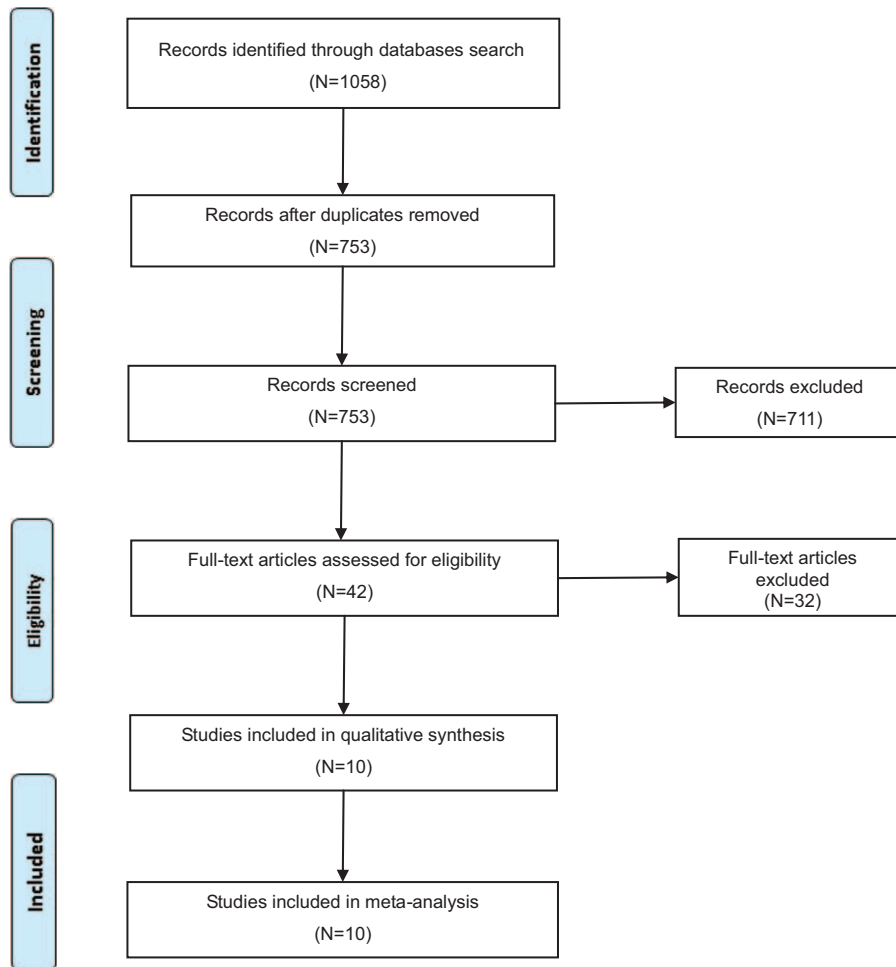 Identification
Records identified through databases search
(N=1058)
Records after duplicates removed
(N=753)
Screening
Records screened
(N=753)
Records excluded
(N=711)
Eligibility
Full-text articles assessed for eligibility
(N=42)
Full-text articles
excluded
(N=32)
Studies included in qualitative synthesis
(N=10)
Included
Studies included in meta-analysis
(N=10)